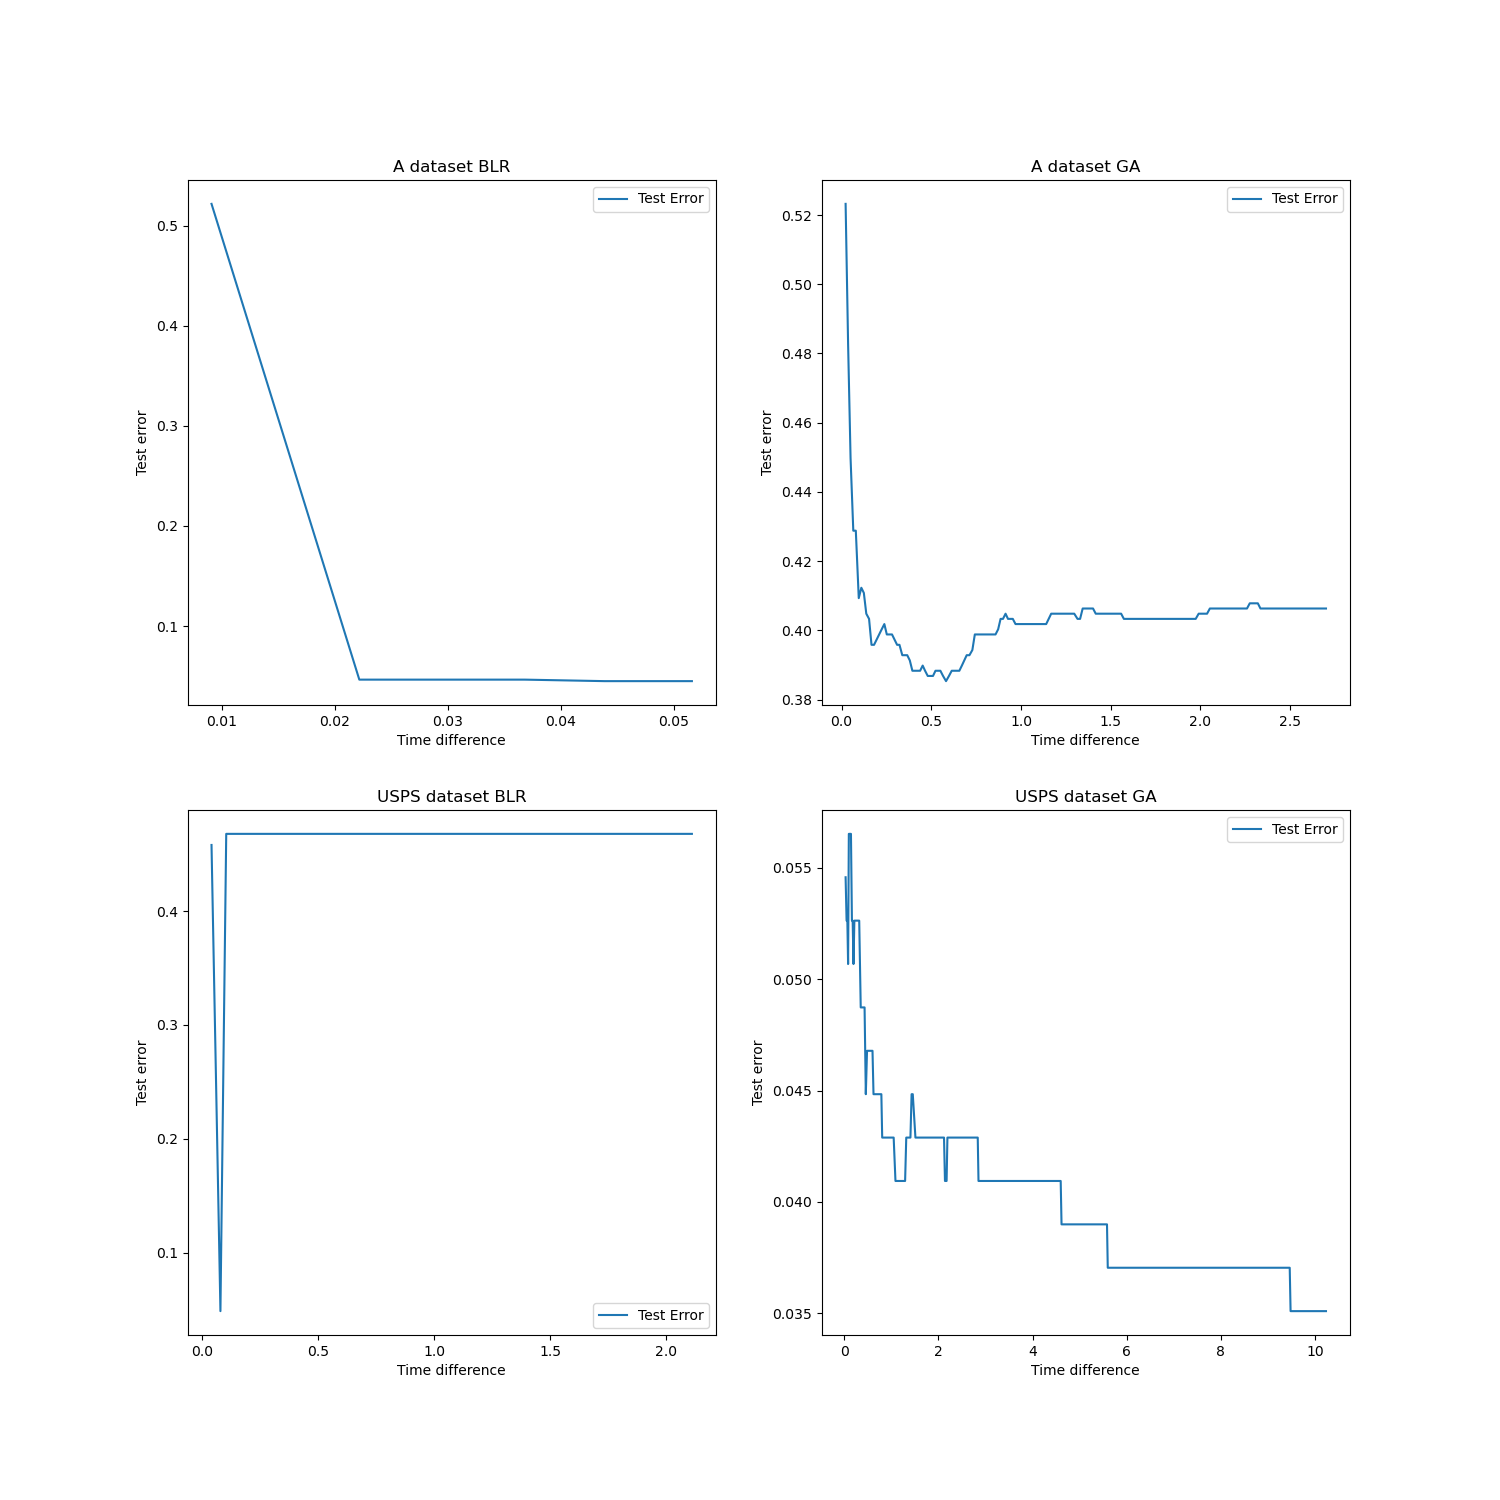 A dataset BLR
Test Error
0.5
0.4
0.3
0.2
0.1
Test error
0.01 0.02 0.03 0.04 0.05
Time difference
A dataset GA
Test Error
0.52
0.50
0.48
0.46
0.44
0.42
0.40
0.38
Test error
0.0 0.5 1.0 1.5 2.0 2.5
Time difference
USPS dataset BLR
0.4
0.3
0.2
0.1
Test error
Test Error
0.0 0.5 1.0 1.5 2.0
Time difference
USPS dataset GA
Test Error
0.055
0.050
0.045
0.040
0.035
Test error
0 2 4 6 8 10
Time difference